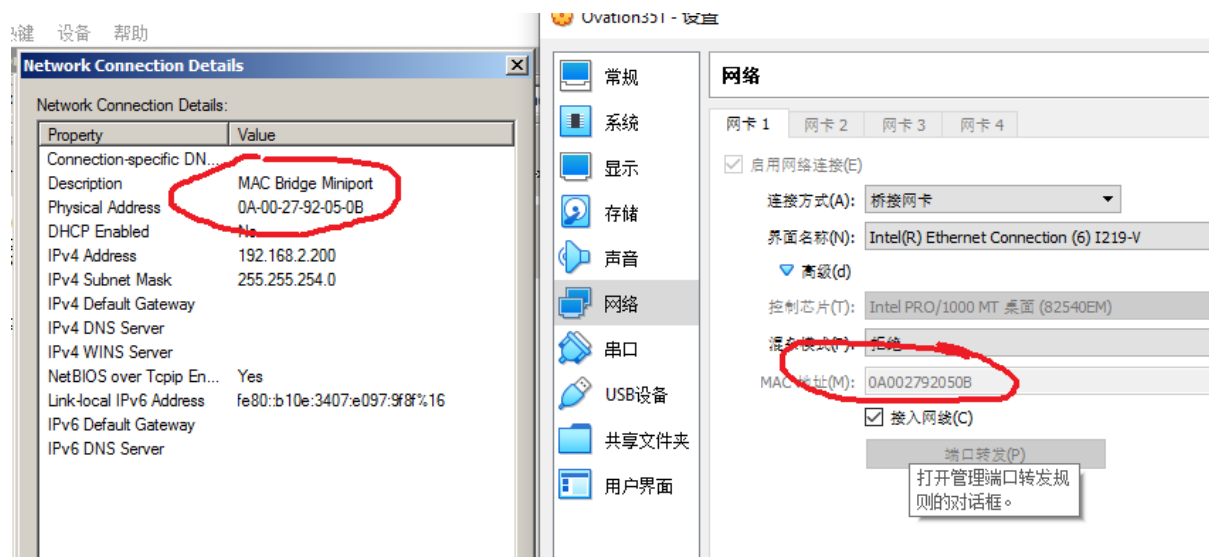 热键 设备 帮助
Network Connection Details
Network Connection Details:
Property Value
Connection-specific DN...
Description MAC Bridge Miniport
Physical Address 0A-00-27-92-05-0B
DHCP Enabled No
IPv4 Address 192.168.2.200
IPv4 Subnet Mask 255.255.254.0
IPv4 Default Gateway
IPv4 DNS Server
IPv4 WINS Server
NetBIOS over Tcpip En... Yes
Link-local IPv6 Address fe80::b10e:3407:e097:9f8f%16
IPv6 Default Gateway
IPv6 DNS Server
Ovation351 - 设置
常规
系统
显示
存储
声音
网络
串口
USB设备
共享文件夹
用户界面
网络
网卡 1 网卡 2 网卡 3 网卡 4
启用网络连接(E)
连接方式(A): 桥接网卡
界面名称(N): Intel(R) Ethernet Connection (6) I219-V
高级(d)
控制芯片(T): Intel PRO/1000 MT 桌面 (82540EM)
混杂模式(P): 拒绝
MAC 地址(M): 0A002792050B
接入网线(C)
端口转发(P)
打开管理端口转发规
则的对话框。